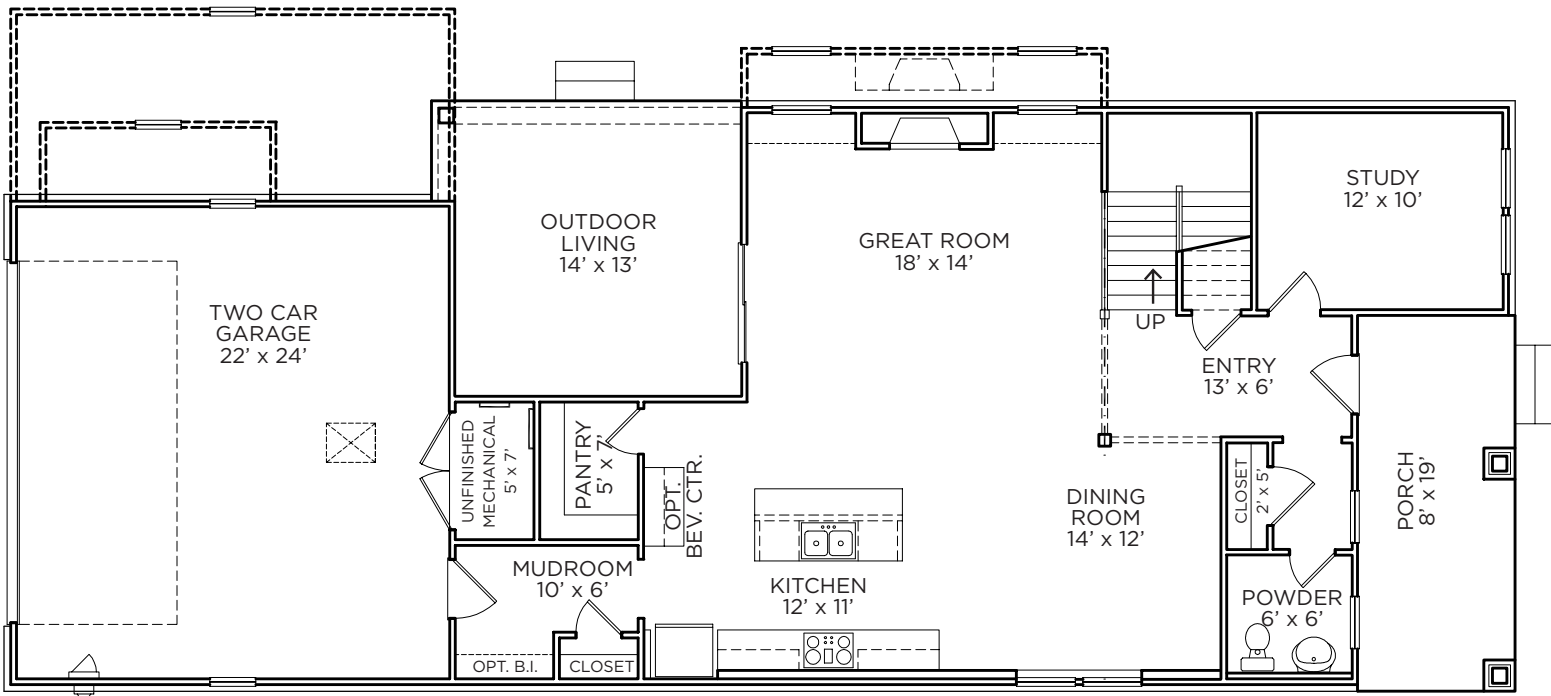 OUTDOOR
LIVING
14' x 13'
GREAT ROOM
18' x 14'
STUDY
12' x 10'
TWO CAR
GARAGE
22' x 24'
UP
ENTRY
13' x 6'
UNFINISHED
MECHANICAL
5' x 7'
PANTRY
5' x 7'
OPT.
BEV. CTR.
DINING
ROOM
14' x 12'
CLOSET
2' x 5'
PORCH
8' x 19'
MUDROOM
10' x 6'
KITCHEN
12' x 11'
POWDER
6' x 6'
OPT. B.I.
CLOSET